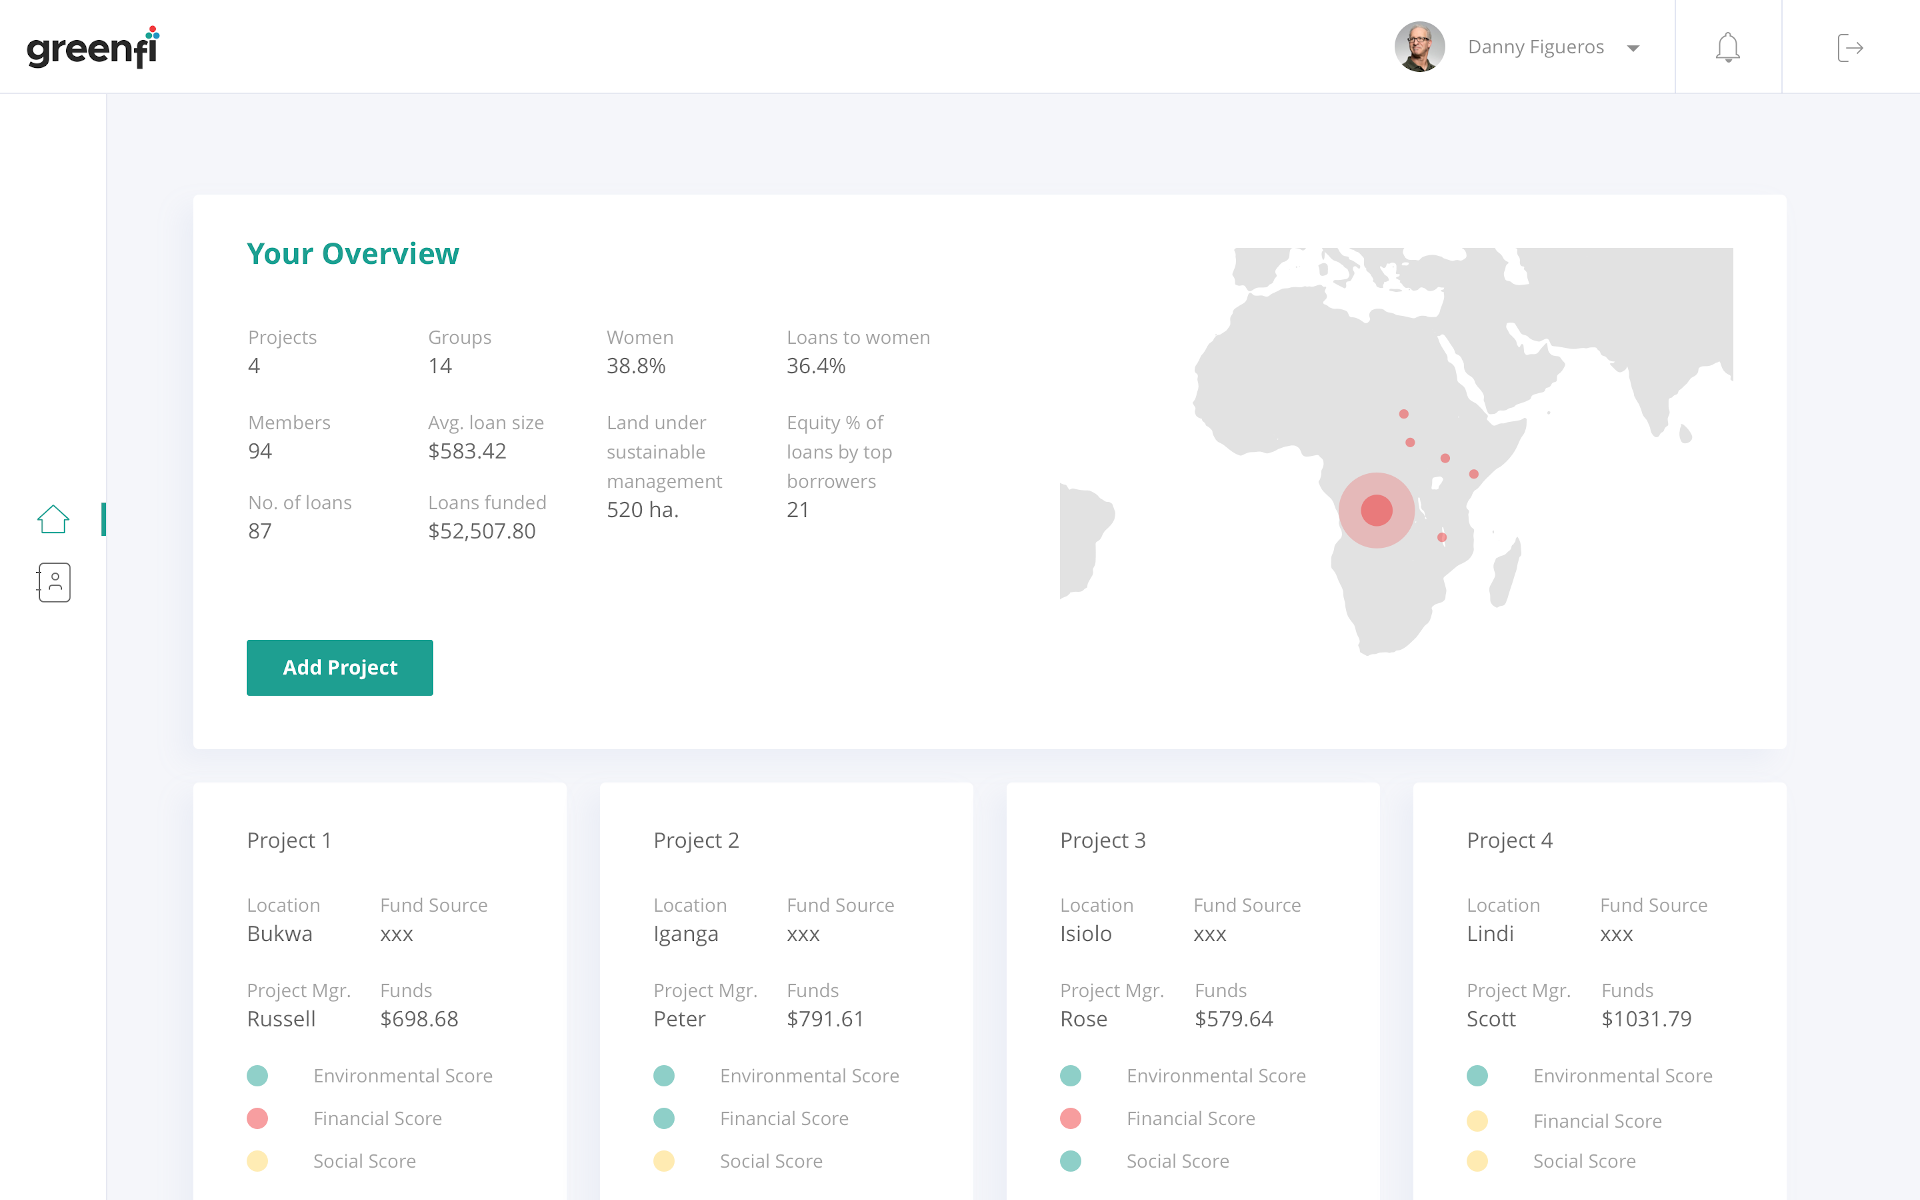 greenfi
Danny Figueros
Your Overview
Projects
4
Groups
14
Women
38.8%
Loans to women
36.4%
Members
94
Avg. loan size
$583.42
Land under
sustainable
management
520 ha.
Equity % of
loans by top
borrowers
21
No. of loans
87
Loans funded
$52,507.80
Add Project
Project 1
Location
Bukwa
Fund Source
xxx
Project Mgr.
Russell
Funds
$698.68
Environmental Score
Financial Score
Social Score
Project 2
Location
Iganga
Fund Source
xxx
Project Mgr.
Peter
Funds
$791.61
Environmental Score
Financial Score
Social Score
Project 3
Location
Isiolo
Fund Source
xxx
Project Mgr.
Rose
Funds
$579.64
Environmental Score
Financial Score
Social Score
Project 4
Location
Lindi
Fund Source
xxx
Project Mgr.
Scott
Funds
$1031.79
Environmental Score
Financial Score
Social Score